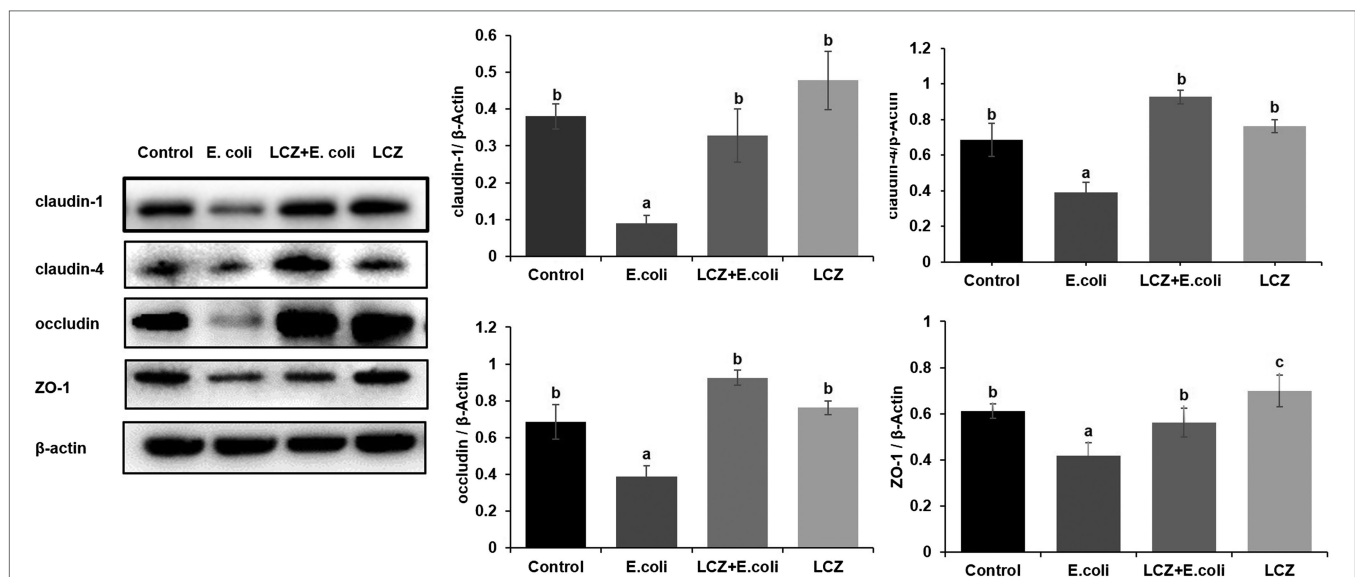 Control E. coli LCZ+E. coli LCZ
claudin-1
claudin-4
occludin
ZO-1
β-actin
claudin-1/ β-Actin
0.6
0.5
0.4
0.3
0.2
0.1
0
b
a
b
b
Control E.coli LCZ+E.coli LCZ
claudin-4/β-Actin
1.2
1
0.8
0.6
0.4
0.2
0
b
a
b
b
Control E.coli LCZ+E.coli LCZ
occludin / β-Actin
1.2
1
0.8
0.6
0.4
0.2
0
b
a
b
b
Control E.coli LCZ+E.coli LCZ
ZO-1 / β-Actin
1
0.8
0.6
0.4
0.2
0
b
a
b
c
Control E.coli LCZ+E.coli LCZ